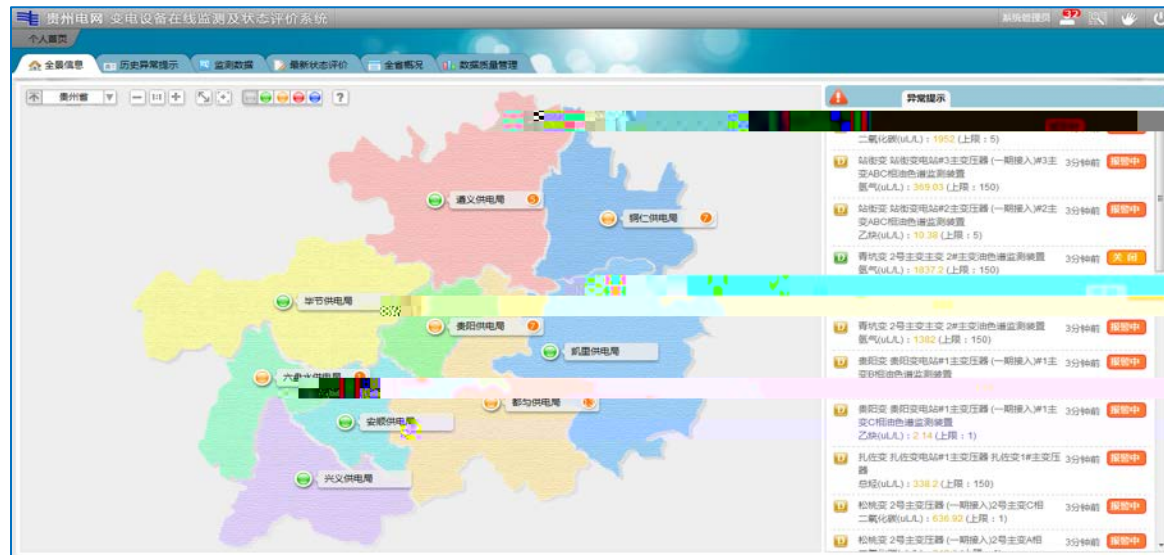 贵州电网 变电设备在线监测及状态评价系统
系统管理员 32
个人首页
全景信息 历史异常提示 监测数据 最新状态评价 全省概况 数据质量管理
贵州省 1:1 ?
异常提示
二氧化碳(uL/L)：1952 (上限：5)
站街变 站街变电站#3主变压器 (一期接入)#3主 3分钟前 报警中
变ABC相油色谱监测装置
氢气(uL/L)：369.03 (上限：150)
站街变 站街变电站#2主变压器 (一期接入)#2主 3分钟前 报警中
变ABC相油色谱监测装置
乙炔(uL/L)：10.38 (上限：5)
青坑变 2号主变主变 2#主变油色谱监测装置 3分钟前 关闭
氢气(uL/L)：1837.2 (上限：150)
青坑变 2号主变主变 2#主变油色谱监测装置 3分钟前 报警中
氢气(uL/L)：1382 (上限：150)
贵阳变 贵阳变电站#1主变压器 (一期接入)#1主 3分钟前 报警中
变B相油色谱监测装置
贵阳变 贵阳变电站#1主变压器 (一期接入)#1主 3分钟前 报警中
变C相油色谱监测装置
乙炔(uL/L)：2.14 (上限：1)
扎佐变 扎佐变电站#1主变压器 扎佐变1#主变压 3分钟前 报警中
器
总烃(uL/L)：338.2 (上限：150)
松桃变 2号主变压器 (一期接入)2号主变C相 3分钟前 报警中
二氧化碳(uL/L)：636.92 (上限：1)
松桃变 2号主变压器 (一期接入)2号主变A相 3分钟前 报警中
遵义供电局 5
铜仁供电局 7
毕节供电局
贵阳供电局 7
凯里供电局
六盘水供电局
都匀供电局
安顺供电局
兴义供电局